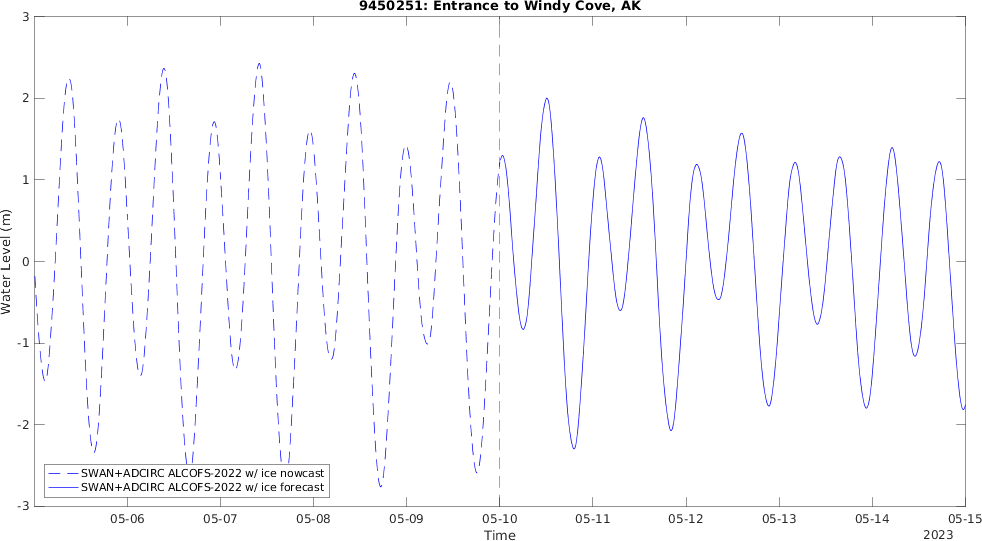 9450251: Entrance to Windy Cove, AK
Water Level (m)
3
2
1
0
-1
-2
-3
SWAN+ADCIRC ALCOFS-2022 w/ ice nowcast
SWAN+ADCIRC ALCOFS-2022 w/ ice forecast
05-06 05-07 05-08 05-09 05-10 05-11 05-12 05-13 05-14 05-15
Time
2023